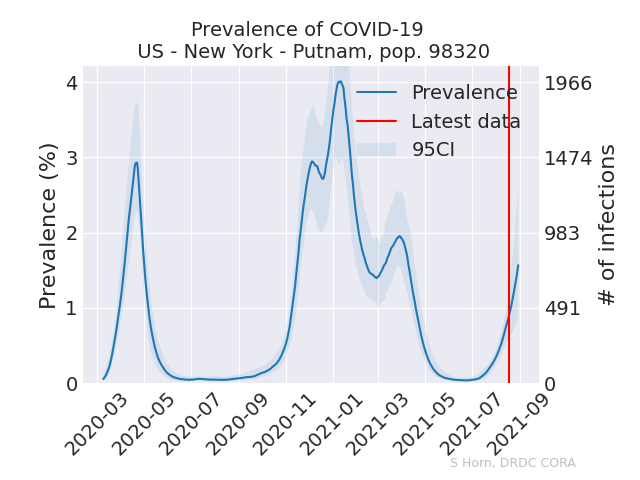 Prevalence of COVID-19
US - New York - Putnam, pop. 98320
Prevalence (%)
4
3
2
1
0
Prevalence
Latest data
95CI
1966
1474
983
491
0
# of infections
2020-03
2020-05
2020-07
2020-09
2020-11
2021-01
2021-03
2021-05
2021-07
2021-09
S Horn, DRDC CORA